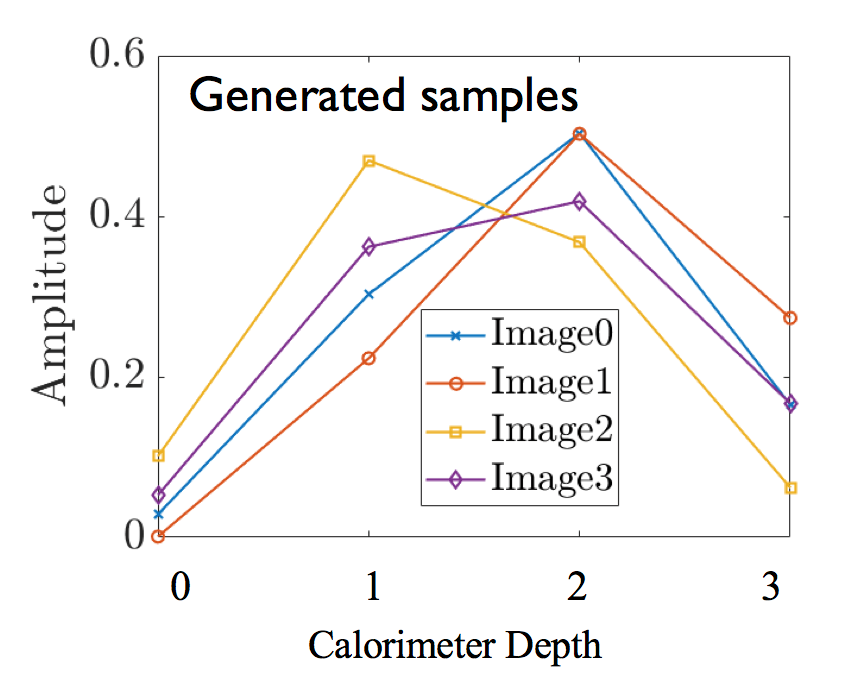 Generated samples
0.6
0.4
0.2
0
Amplitude
Image0
Image1
Image2
Image3
0 1 2 3
Calorimeter Depth